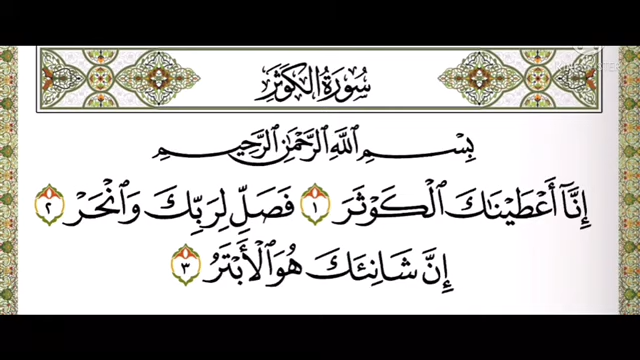 سُورَةُ الكَوْثَرِ
بِسْمِ ٱللَّهِ ٱلرَّحْمَٰنِ ٱلرَّحِيمِ
إِنَّآ أَعْطَيْنَٰكَ ٱلْكَوْثَرَ ١ فَصَلِّ لِرَبِّكَ وَٱنْحَرْ ٢
إِنَّ شَانِئَكَ هُوَ ٱلْأَبْتَرُ ٣